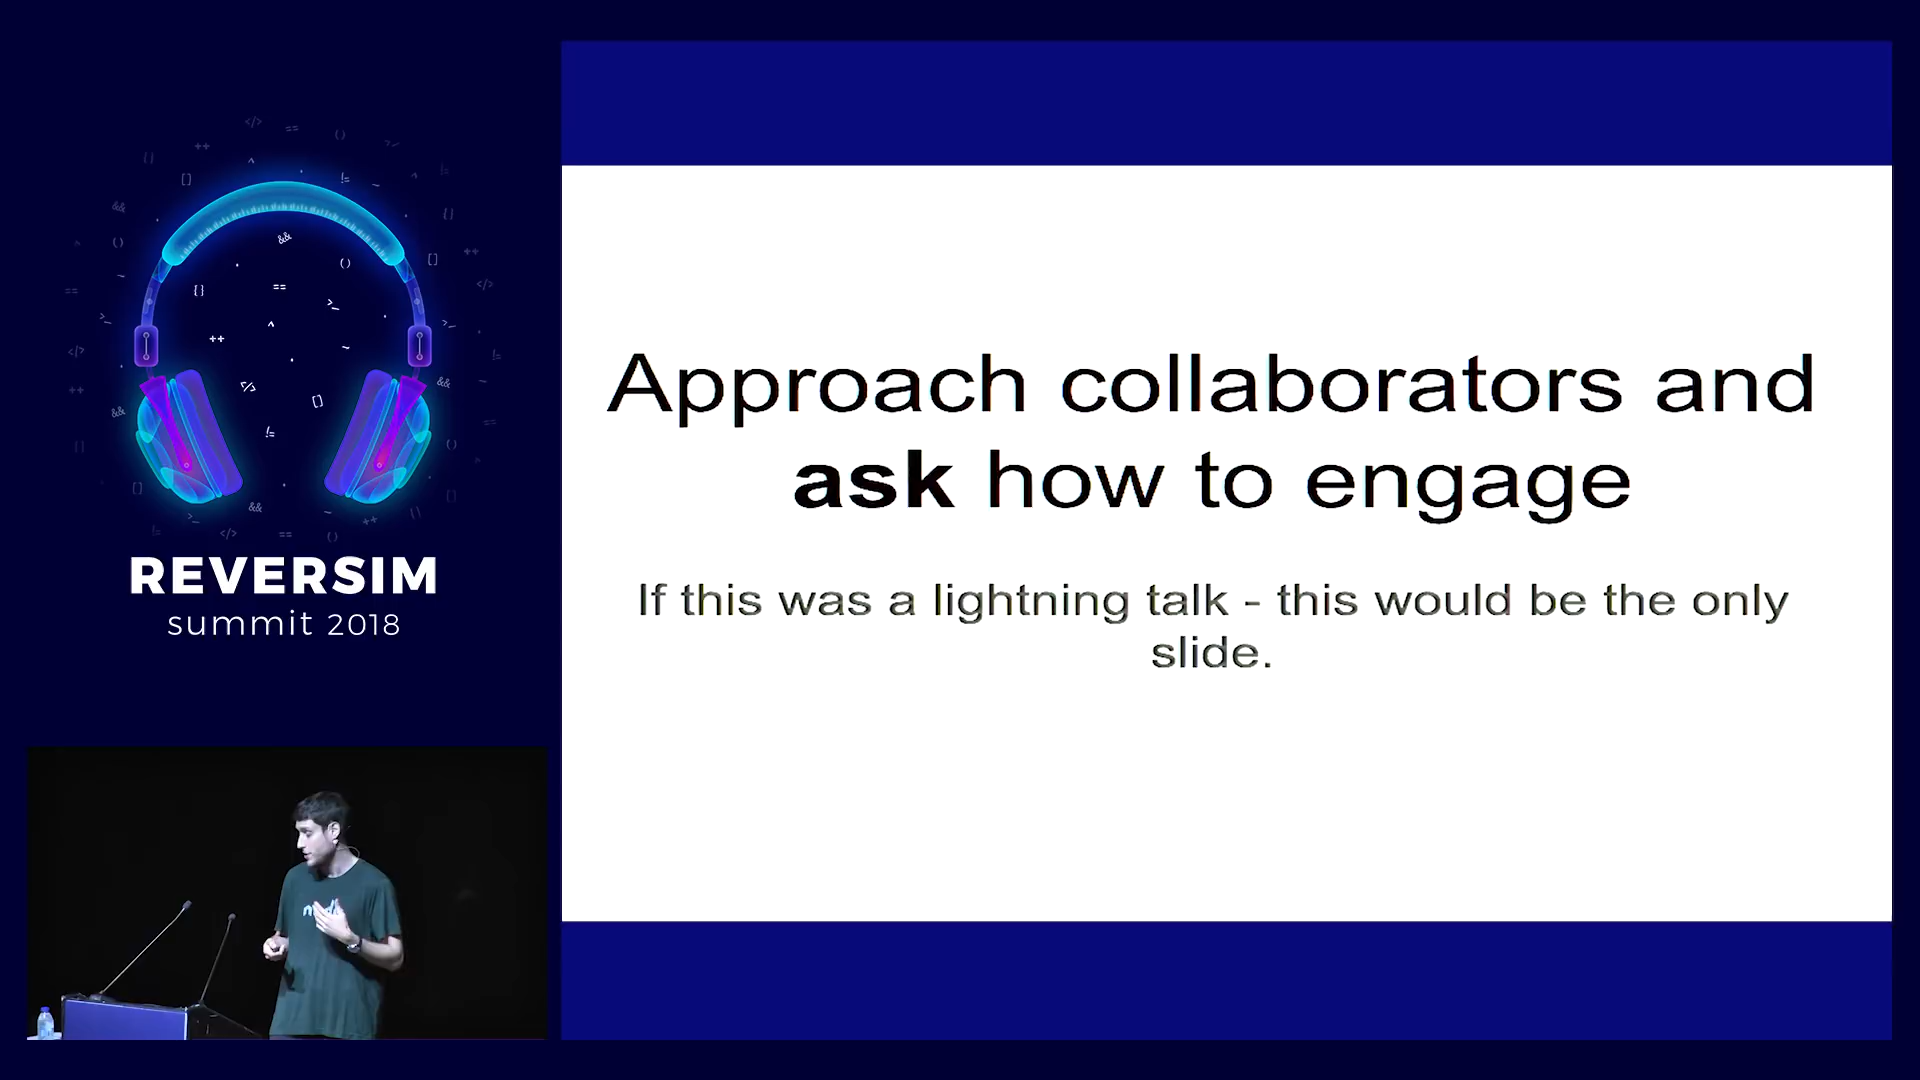 REVERSIM
summit 2018
Approach collaborators and
ask how to engage
If this was a lightning talk - this would be the only
slide.